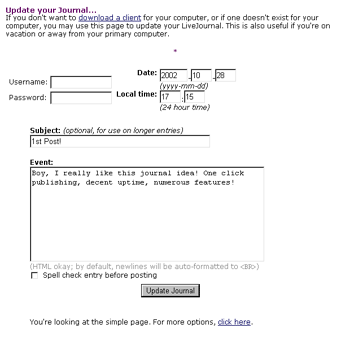 Update your Journal...
If you don't want to download a client for your computer, or if one doesn't exist for your
computer, you may use this page to update your LiveJournal. This is also useful if you're on
vacation or away from your primary computer.
*
Username:
Password:
Date: 2002 .10 .28
(yyyy-mm-dd)
Local time: 17 :15
(24 hour time)
Subject: (optional, for use on longer entries)
1st Post!
Event:
Boy, I really like this journal idea! One click
publishing, decent uptime, numerous features!
(HTML okay; by default, newlines will be auto-formatted to <BR>)
Spell check entry before posting
Update Journal
You're looking at the simple page. For more options, click here.